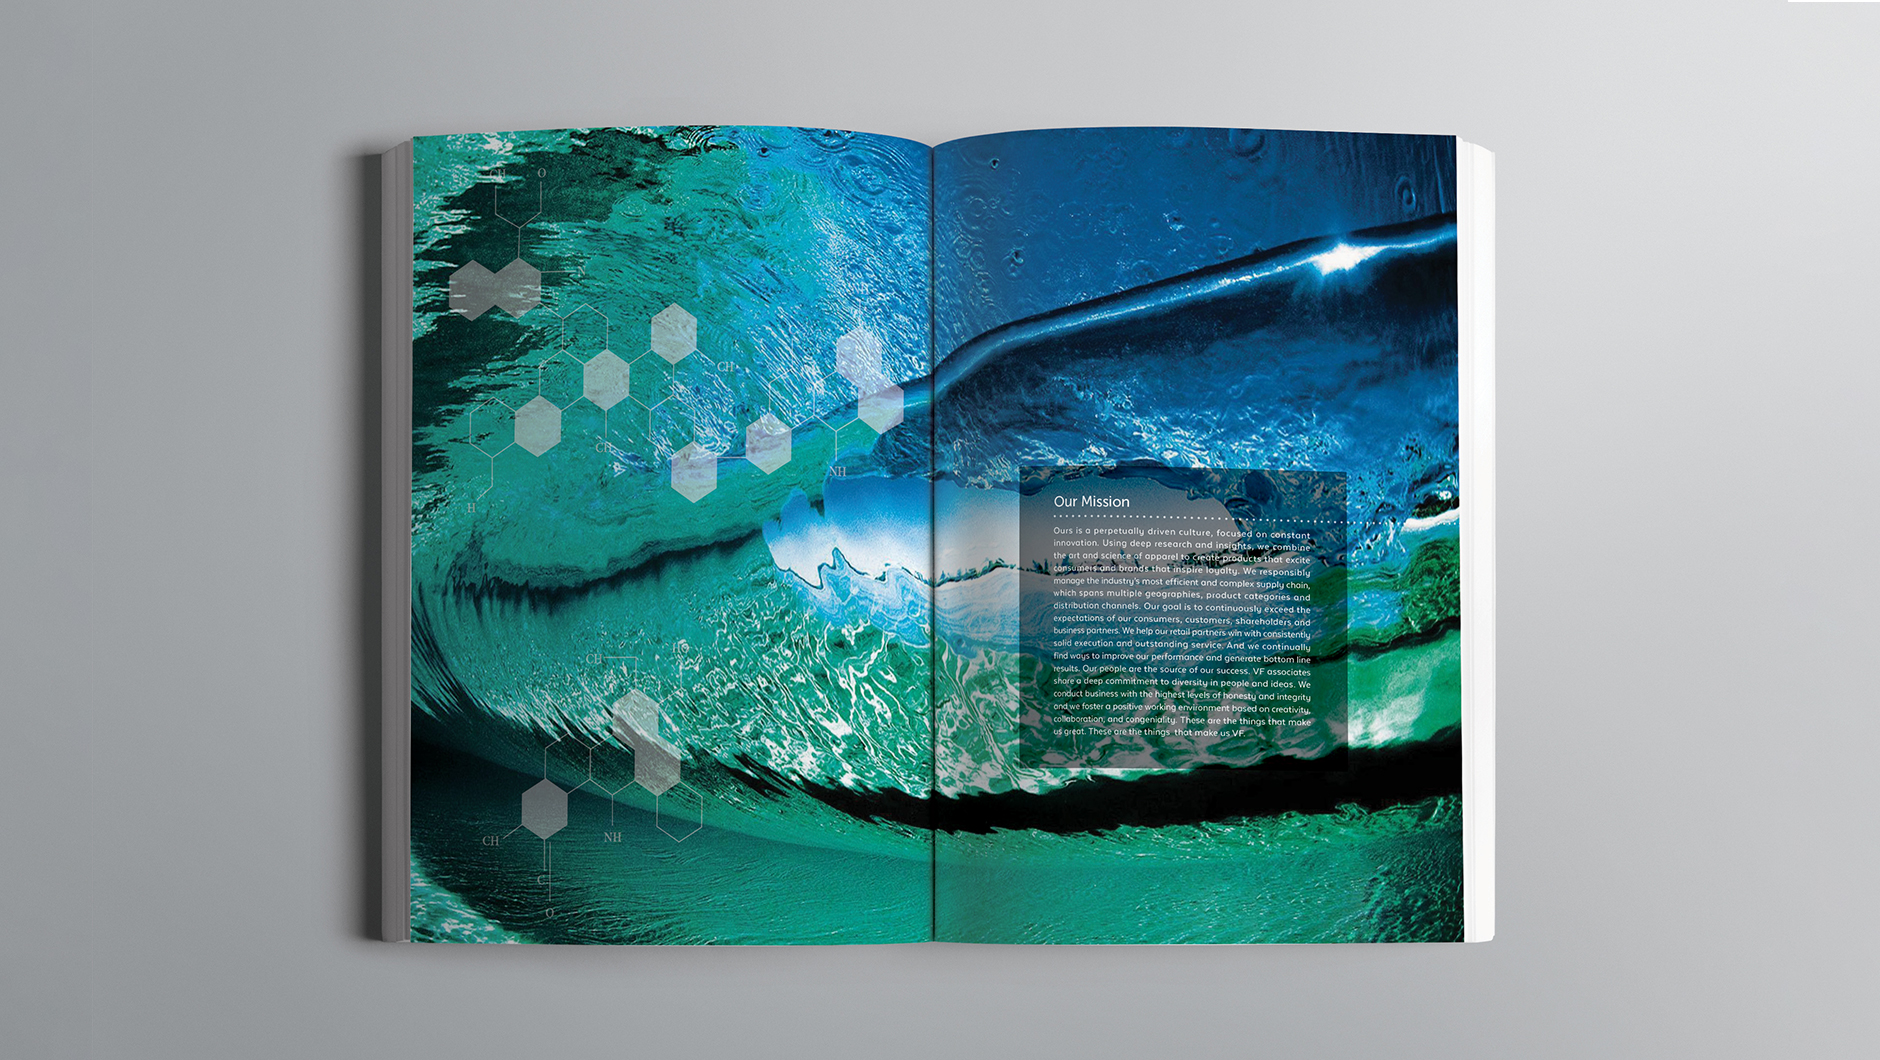 CH O
CH
CH
NH
H
CH
CH
NH
C
O
Our Mission
Ours is a perpetually driven culture, focused on constant
innovation. Using deep research and insights, we combine
the art and science of apparel to create products that excite
consumers and brands that inspire loyalty. We responsibly
manage the industry's most efficient and complex supply chain,
which spans multiple geographies, product categories and
distribution channels. Our goal is to continuously exceed the
expectations of our consumers, customers, shareholders and
business partners. We help our retail partners win with consistently
solid execution and outstanding service. And we continually
find ways to improve our performance and generate bottom line
results. Our people are the source of our success. VF associates
share a deep commitment to diversity in people and ideas. We
conduct business with the highest levels of honesty and integrity
and we foster a positive working environment based on creativity,
collaboration, and congeniality. These are the things that make
us great. These are the things that make us VF.